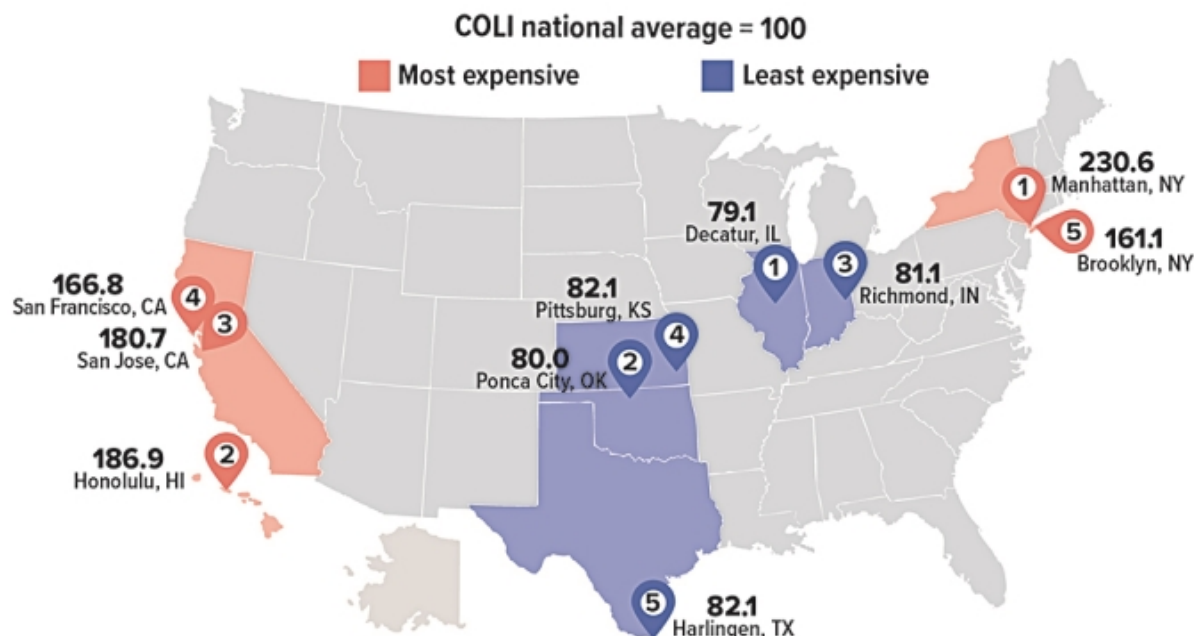 COLI national average = 100
Most expensive
Least expensive
230.6
1
Manhattan, NY
5
161.1
Brooklyn, NY
79.1
Decatur, IL
1
3
81.1
Richmond, IN
166.8
San Francisco, CA
4
3
180.7
San Jose, CA
82.1
Pittsburg, KS
4
80.0
Ponca City, OK
2
186.9
Honolulu, HI
2
5
82.1
Harlingen, TX